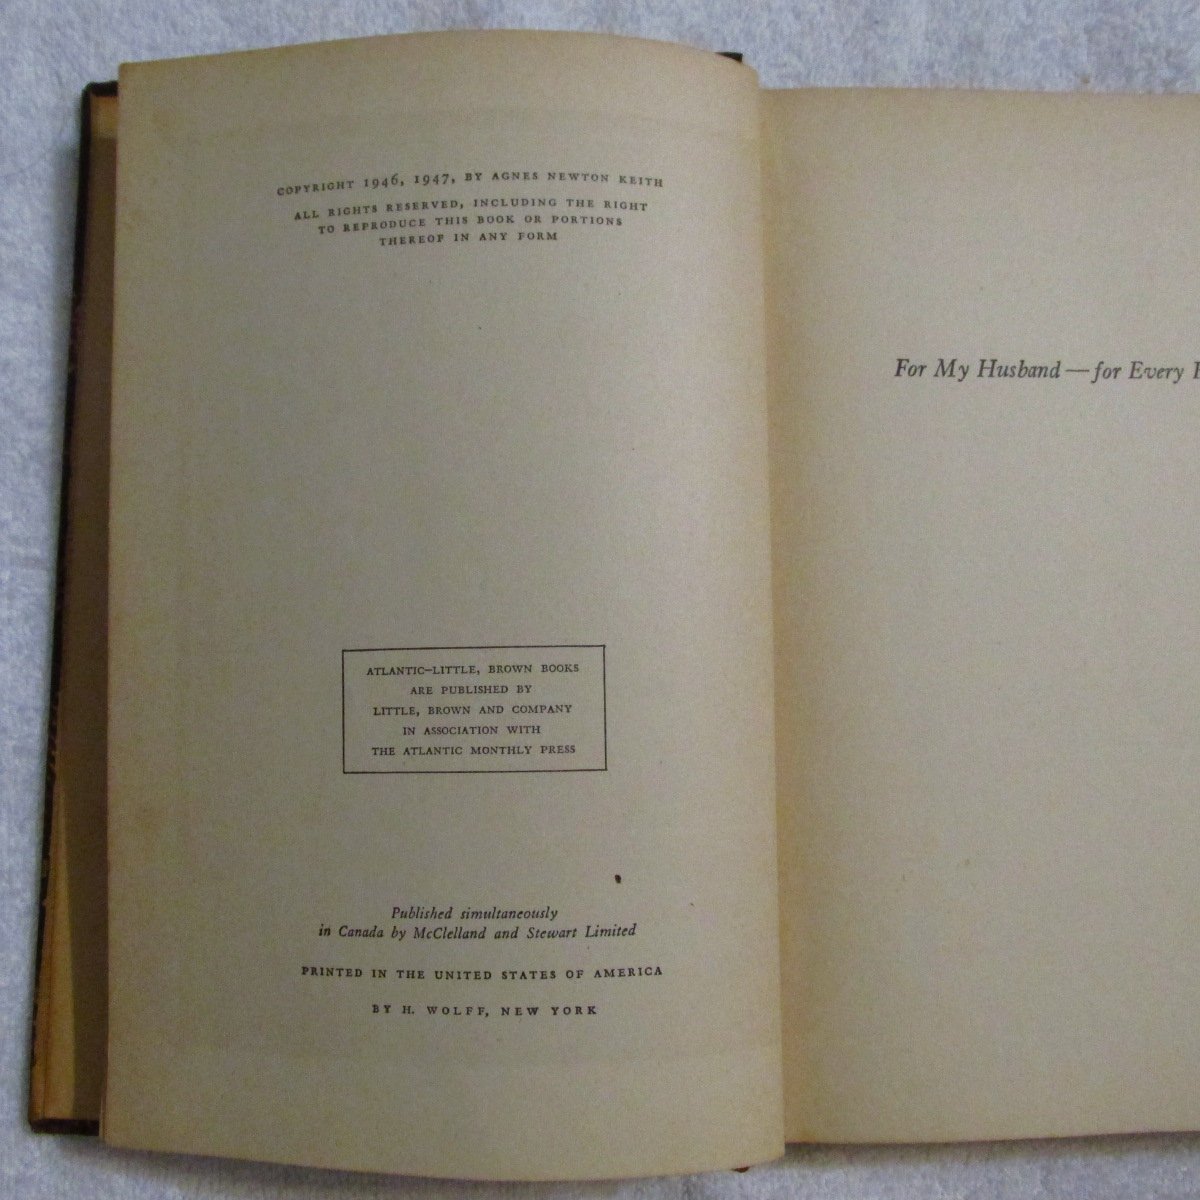 COPYRIGHT 1946, 1947, BY AGNES NEWTON KEITH
ALL RIGHTS RESERVED, INCLUDING THE RIGHT
TO REPRODUCE THIS BOOK OR PORTIONS
THEREOF IN ANY FORM
ATLANTIC–LITTLE, BROWN BOOKS
ARE PUBLISHED BY
LITTLE, BROWN AND COMPANY
IN ASSOCIATION WITH
THE ATLANTIC MONTHLY PRESS
Published simultaneously
in Canada by McClelland and Stewart Limited
PRINTED IN THE UNITED STATES OF AMERICA
BY H. WOLFF, NEW YORK
For My Husband—for Every